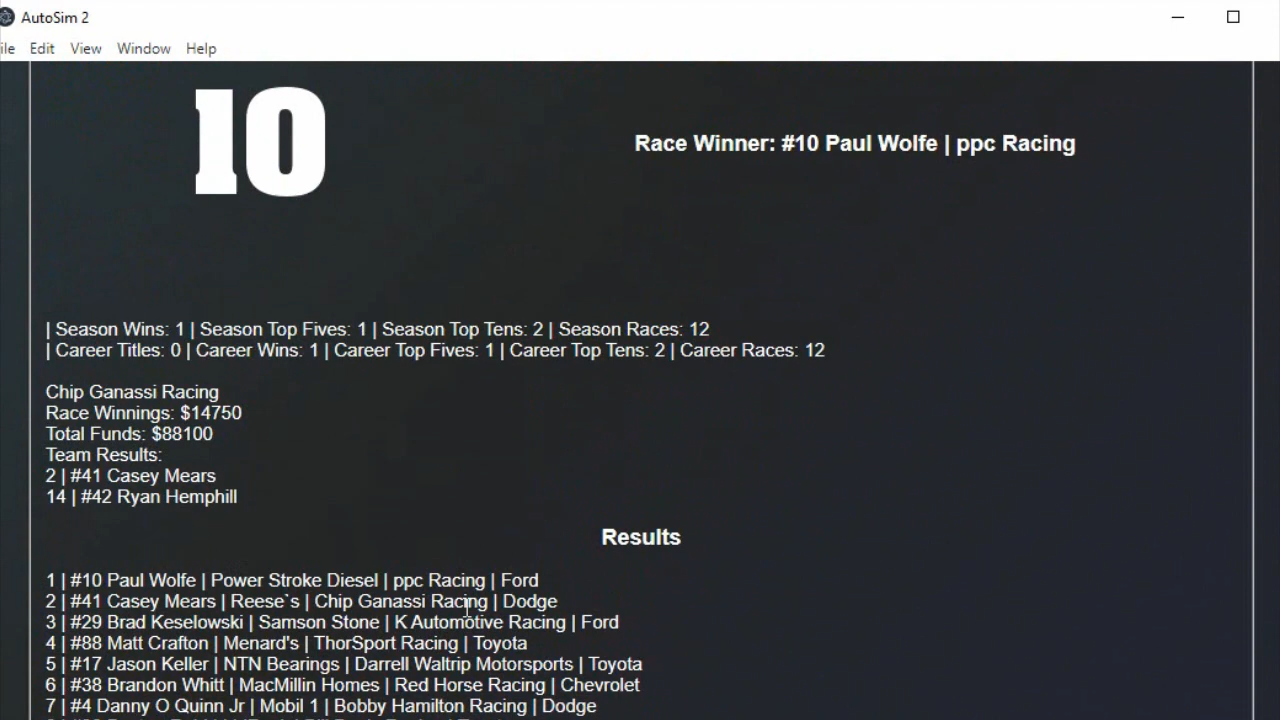 AutoSim 2
ile Edit View Window Help
10
Race Winner: #10 Paul Wolfe | ppc Racing
| Season Wins: 1 | Season Top Fives: 1 | Season Top Tens: 2 | Season Races: 12
| Career Titles: 0 | Career Wins: 1 | Career Top Fives: 1 | Career Top Tens: 2 | Career Races: 12
Chip Ganassi Racing
Race Winnings: $14750
Total Funds: $88100
Team Results:
2 | #41 Casey Mears
14 | #42 Ryan Hemphill
Results
1 | #10 Paul Wolfe | Power Stroke Diesel | ppc Racing | Ford
2 | #41 Casey Mears | Reese`s | Chip Ganassi Racing | Dodge
3 | #29 Brad Keselowski | Samson Stone | K Automotive Racing | Ford
4 | #88 Matt Crafton | Menard's | ThorSport Racing | Toyota
5 | #17 Jason Keller | NTN Bearings | Darrell Waltrip Motorsports | Toyota
6 | #38 Brandon Whitt | MacMillin Homes | Red Horse Racing | Chevrolet
7 | #4 Danny O Quinn Jr | Mobil 1 | Bobby Hamilton Racing | Dodge